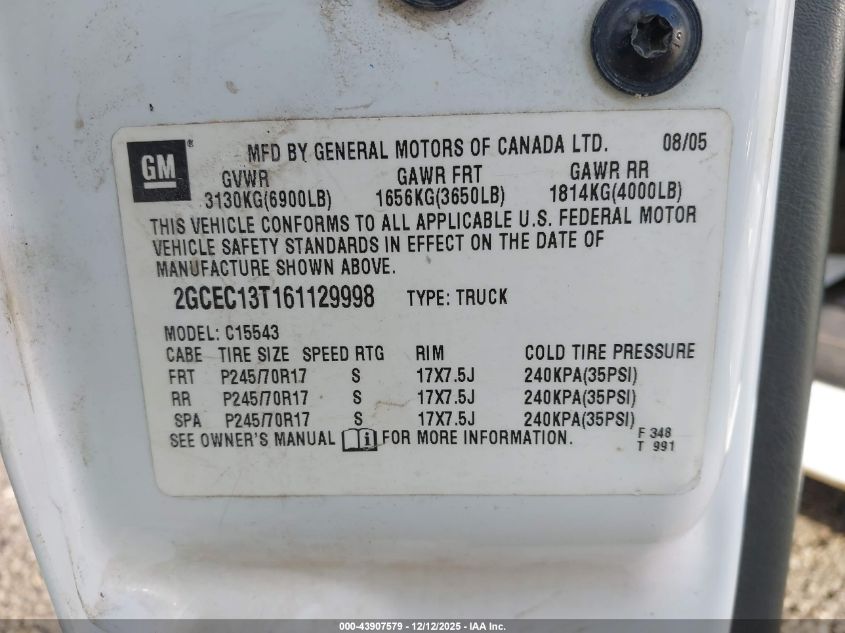 GM ® MFD BY GENERAL MOTORS OF CANADA LTD. 08/05
GVWR GAWR FRT GAWR RR
3130KG(6900LB) 1656KG(3650LB) 1814KG(4000LB)
THIS VEHICLE CONFORMS TO ALL APPLICABLE U.S. FEDERAL MOTOR
VEHICLE SAFETY STANDARDS IN EFFECT ON THE DATE OF
MANUFACTURE SHOWN ABOVE.
2GCEC13T161129998 TYPE: TRUCK
MODEL: C15543
CABE TIRE SIZE SPEED RTG RIM COLD TIRE PRESSURE
FRT P245/70R17 S 17X7.5J 240KPA(35PSI)
RR P245/70R17 S 17X7.5J 240KPA(35PSI)
SPA P245/70R17 S 17X7.5J 240KPA(35PSI)
SEE OWNER'S MANUAL i FOR MORE INFORMATION. F 348
T 991
000-43907579 - 12/12/2025 - IAA Inc.